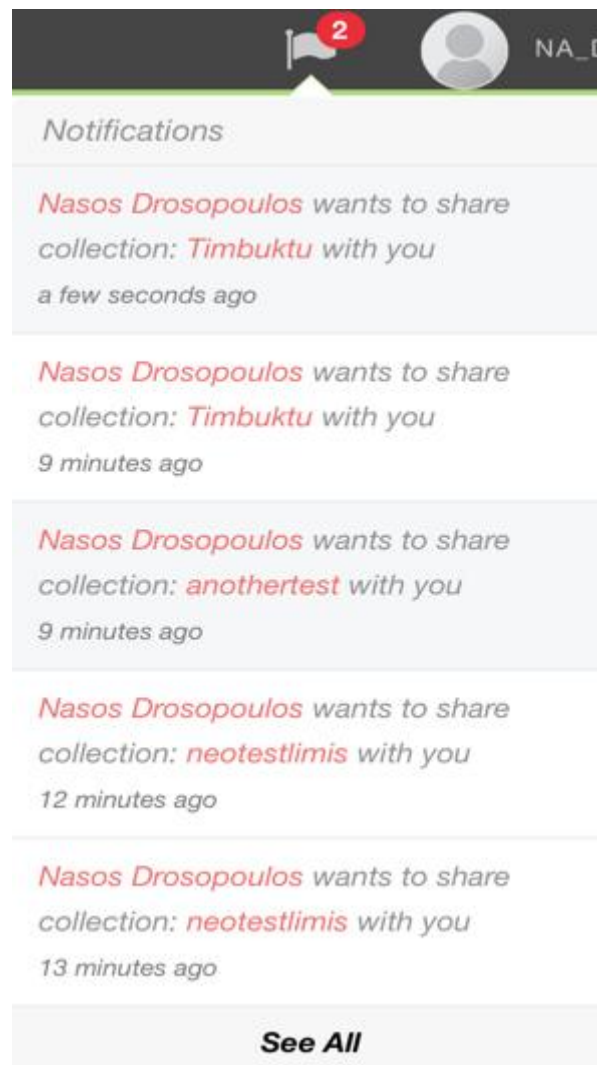 2
NA_D
Notifications
Nasos Drosopoulos wants to share
collection: Timbuktu with you
a few seconds ago
Nasos Drosopoulos wants to share
collection: Timbuktu with you
9 minutes ago
Nasos Drosopoulos wants to share
collection: anothertest with you
9 minutes ago
Nasos Drosopoulos wants to share
collection: neotestlimis with you
12 minutes ago
Nasos Drosopoulos wants to share
collection: neotestlimis with you
13 minutes ago
See All